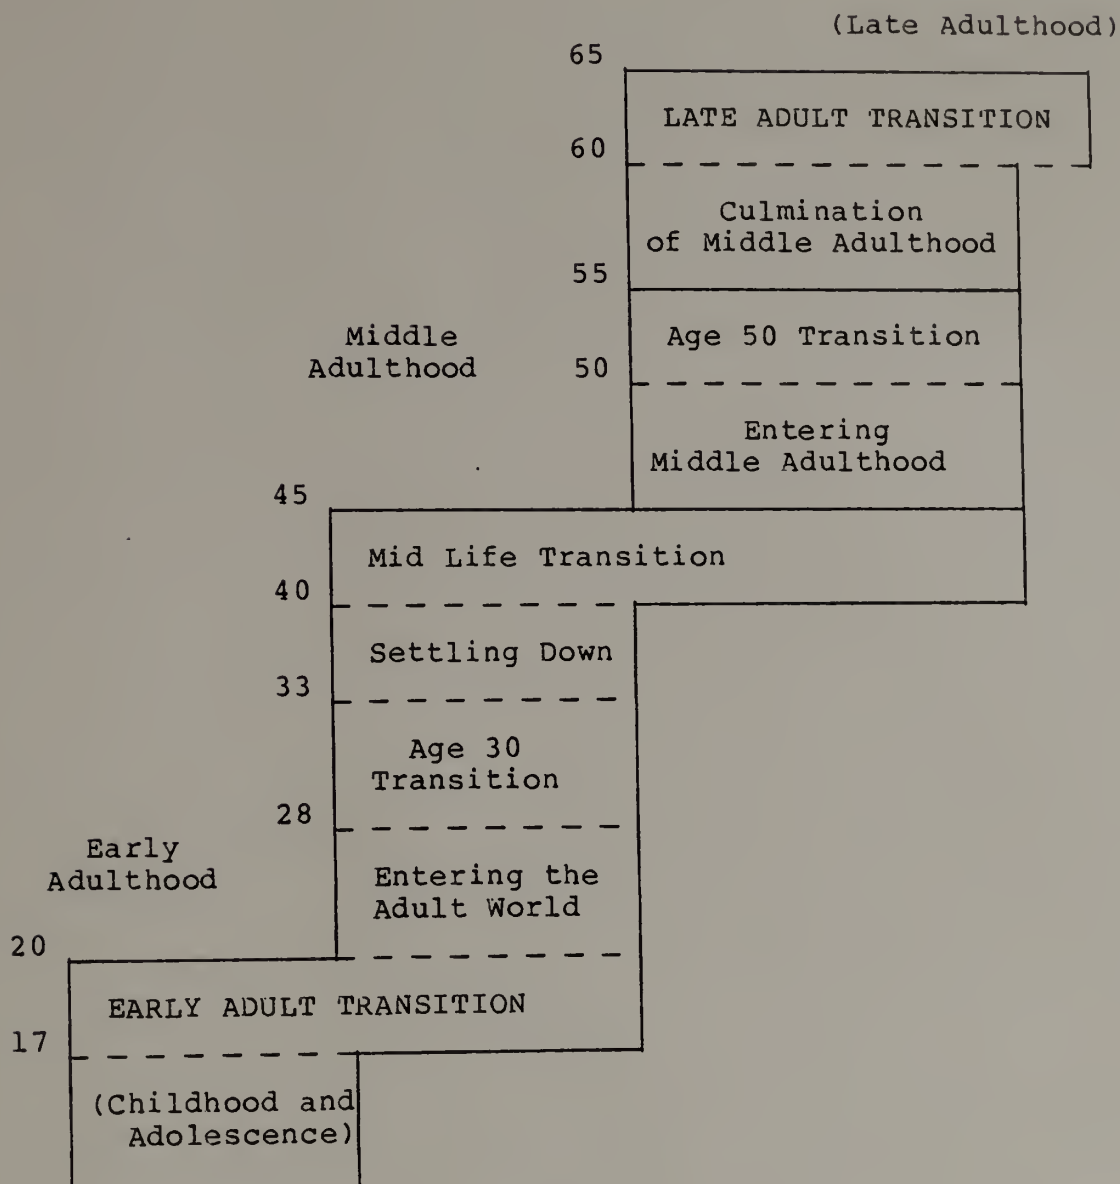 (Late Adulthood)
65
LATE ADULT TRANSITION
60
Culmination
of Middle Adulthood
55
Middle
Adulthood
Age 50 Transition
50
Entering
Middle Adulthood
45
Mid Life Transition
40
Settling Down
33
Age 30
Transition
28
Early
Adulthood
Entering the
Adult World
20
EARLY ADULT TRANSITION
17
(Childhood and
Adolescence)